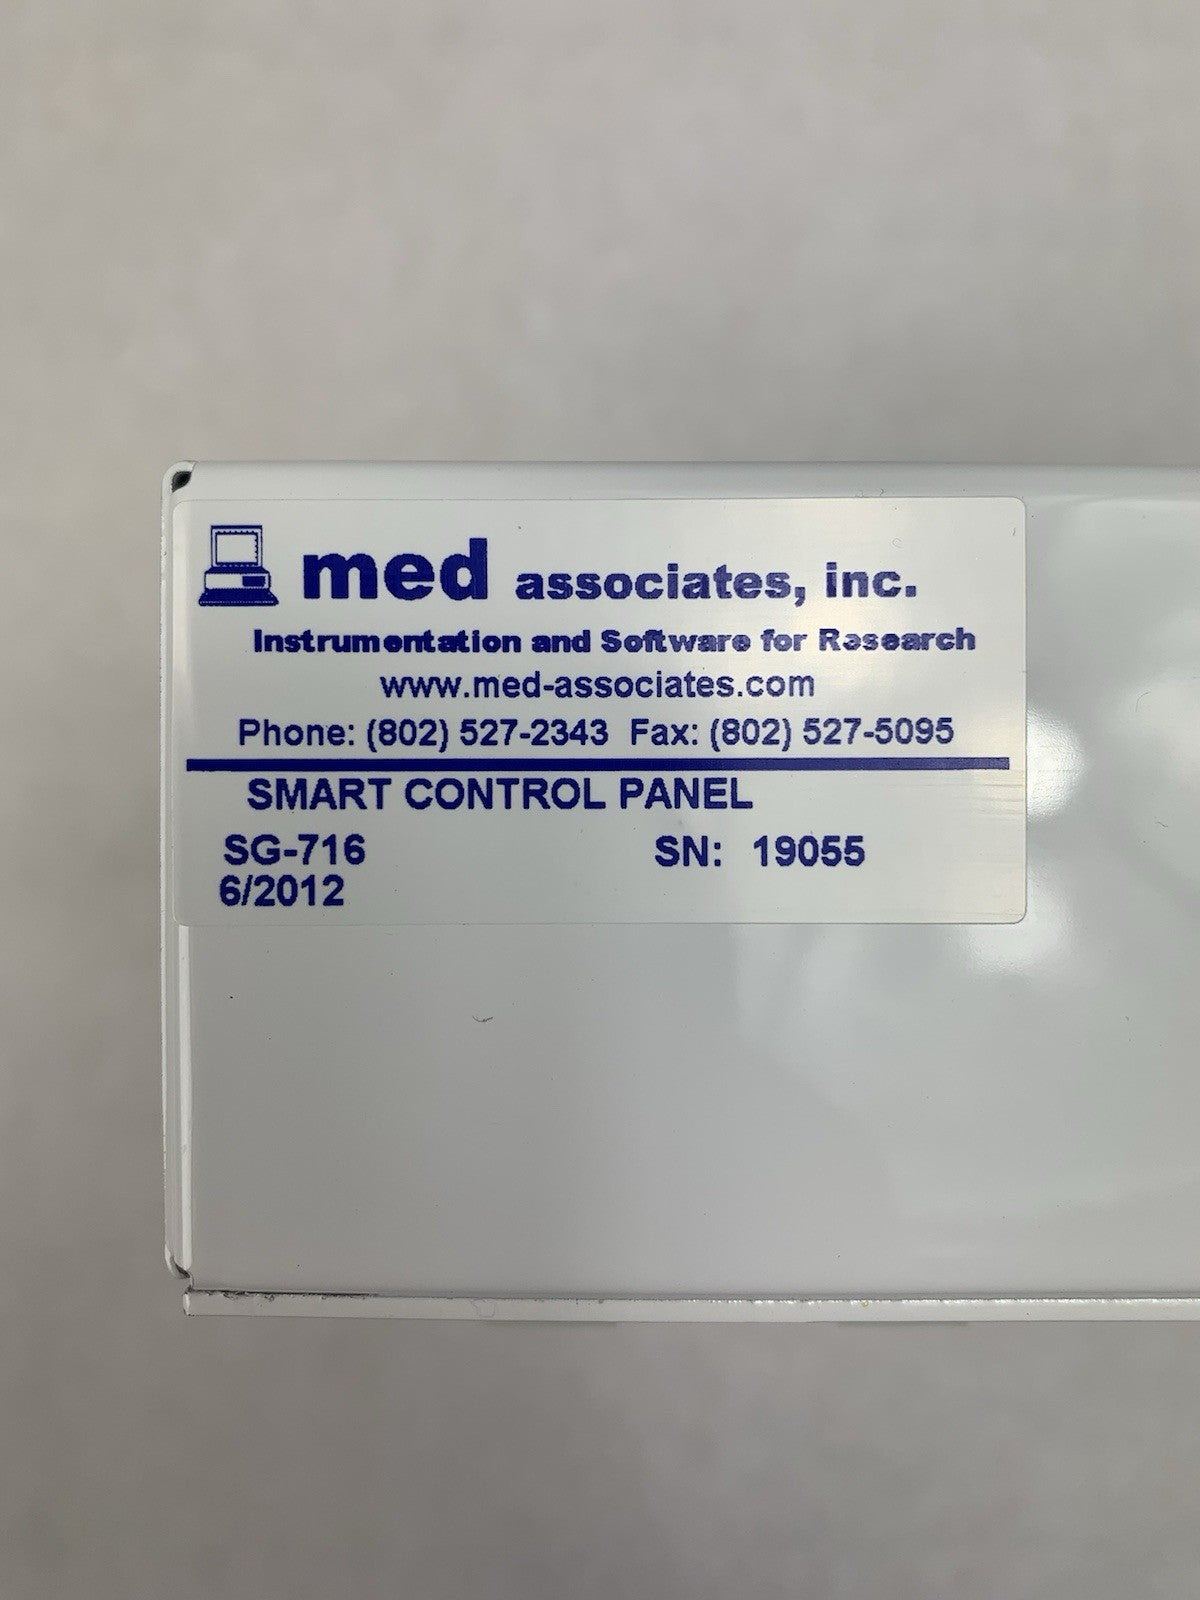 med associates, inc.
Instrumentation and Software for Research
www.med-associates.com
Phone: (802) 527-2343 Fax: (802) 527-5095
SMART CONTROL PANEL
SG-716 SN: 19055
6/2012